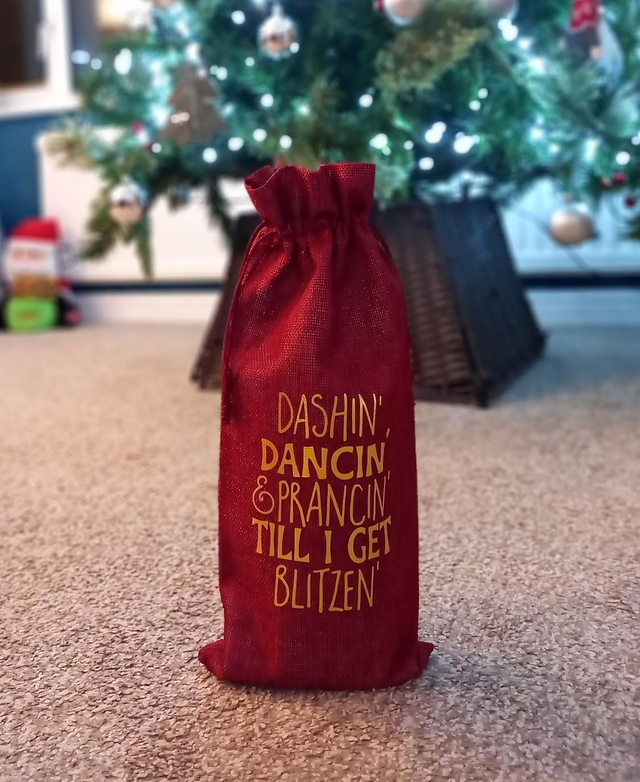 DASHIN',
DANCIN,
&PRANCIN'
TILL I GET
BLITZEN'